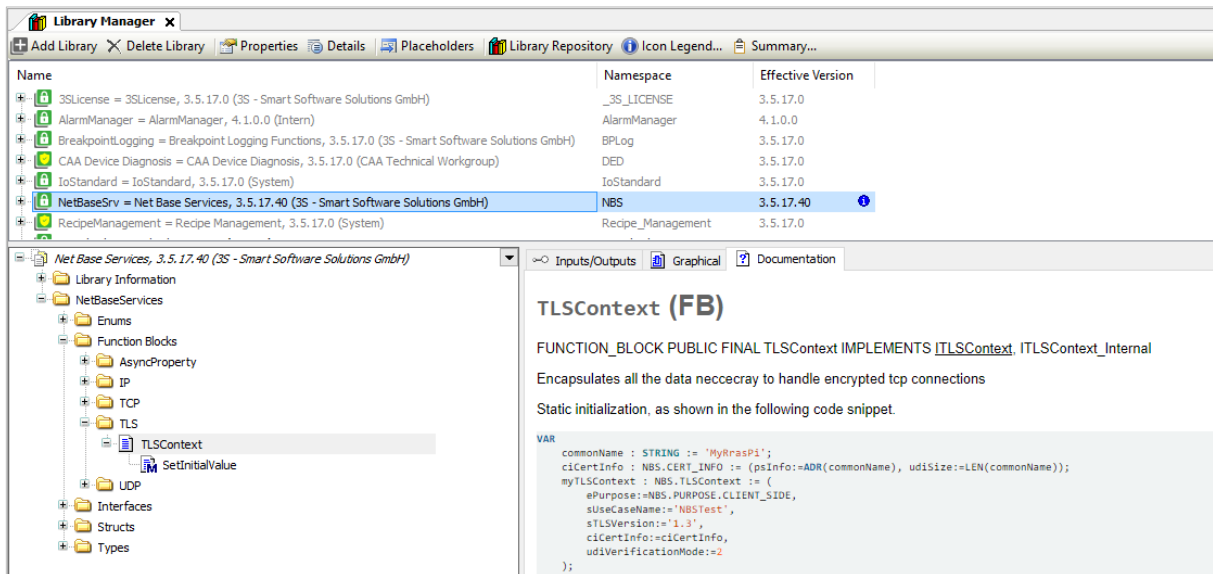 Library Manager x
Add Library Delete Library Properties Details Placeholders Library Repository Icon Legend... Summary...
Name Namespace Effective Version
3SLicense = 3SLicense, 3.5.17.0 (3S - Smart Software Solutions GmbH) _3S_LICENSE 3.5.17.0
AlarmManager = AlarmManager, 4.1.0.0 (Intern) AlarmManager 4.1.0.0
BreakpointLogging = Breakpoint Logging Functions, 3.5.17.0 (3S - Smart Software Solutions GmbH) BPLog 3.5.17.0
CAA Device Diagnosis = CAA Device Diagnosis, 3.5.17.0 (CAA Technical Workgroup) DED 3.5.17.0
IoStandard = IoStandard, 3.5.17.0 (System) IoStandard 3.5.17.0
NetBaseSrv = Net Base Services, 3.5.17.40 (3S - Smart Software Solutions GmbH) NBS 3.5.17.40
RecipeManagement = Recipe Management, 3.5.17.0 (System) Recipe_Management 3.5.17.0
Net Base Services, 3.5.17.40 (3S - Smart Software Solutions GmbH)
Library Information
NetBaseServices
Enums
Function Blocks
AsyncProperty
IP
TCP
TLS
TLSContext
SetInitialValue
UDP
Interfaces
Structs
Types
Inputs/Outputs Graphical Documentation
TLSContext (FB)
FUNCTION_BLOCK PUBLIC FINAL TLSContext IMPLEMENTS ITLSContext, ITLSContext_Internal
Encapsulates all the data neccecray to handle encrypted tcp connections
Static initialization, as shown in the following code snippet.
VAR
commonName : STRING := 'MyRrasPi';
ciCertInfo : NBS.CERT_INFO := (psInfo:=ADR(commonName), udiSize:=LEN(commonName));
myTLSContext : NBS.TLSContext := (
ePurpose:=NBS.PURPOSE.CLIENT_SIDE,
sUseCaseName:='NBSTest',
sTLSVersion:='1.3',
ciCertInfo:=ciCertInfo,
udiVerificationMode:=2
);